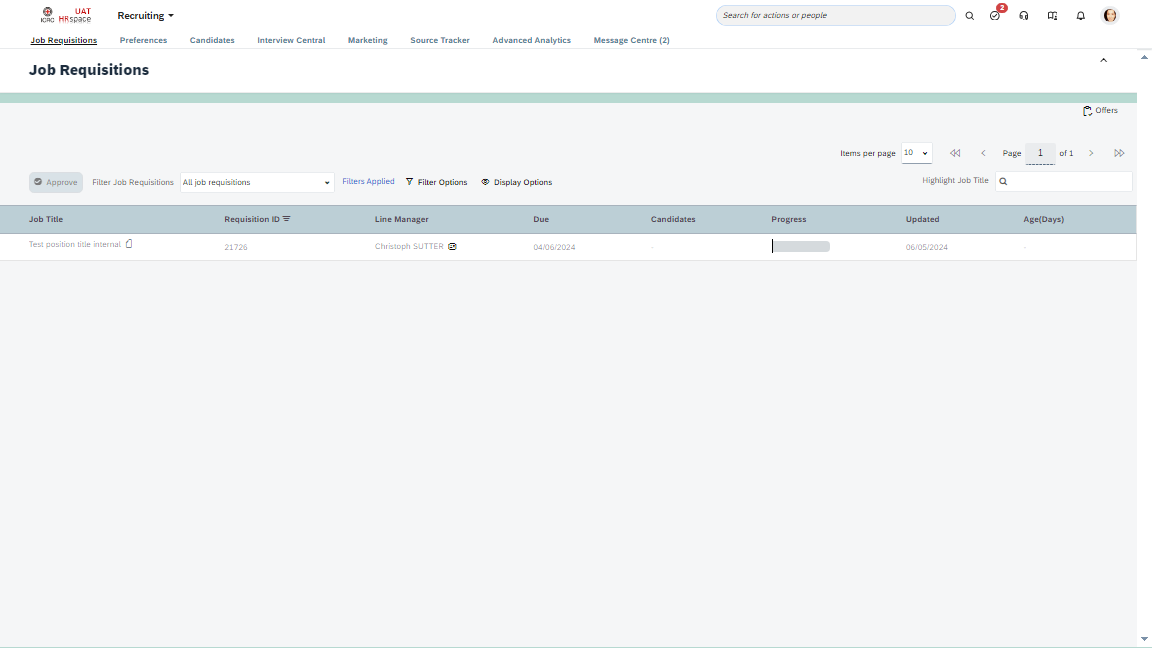 ICRC UAT HRspace Recruiting Search for actions or people 2
Job Requisitions Preferences Candidates Interview Central Marketing Source Tracker Advanced Analytics Message Centre (2)
Job Requisitions
Offers
Items per page 10 Page 1 of 1
Approve Filter Job Requisitions All job requisitions Filters Applied Filter Options Display Options Highlight Job Title
Job Title Requisition ID Line Manager Due Candidates Progress Updated Age(Days)
Test position title internal 21726 Christoph SUTTER 04/06/2024 - 06/05/2024 -